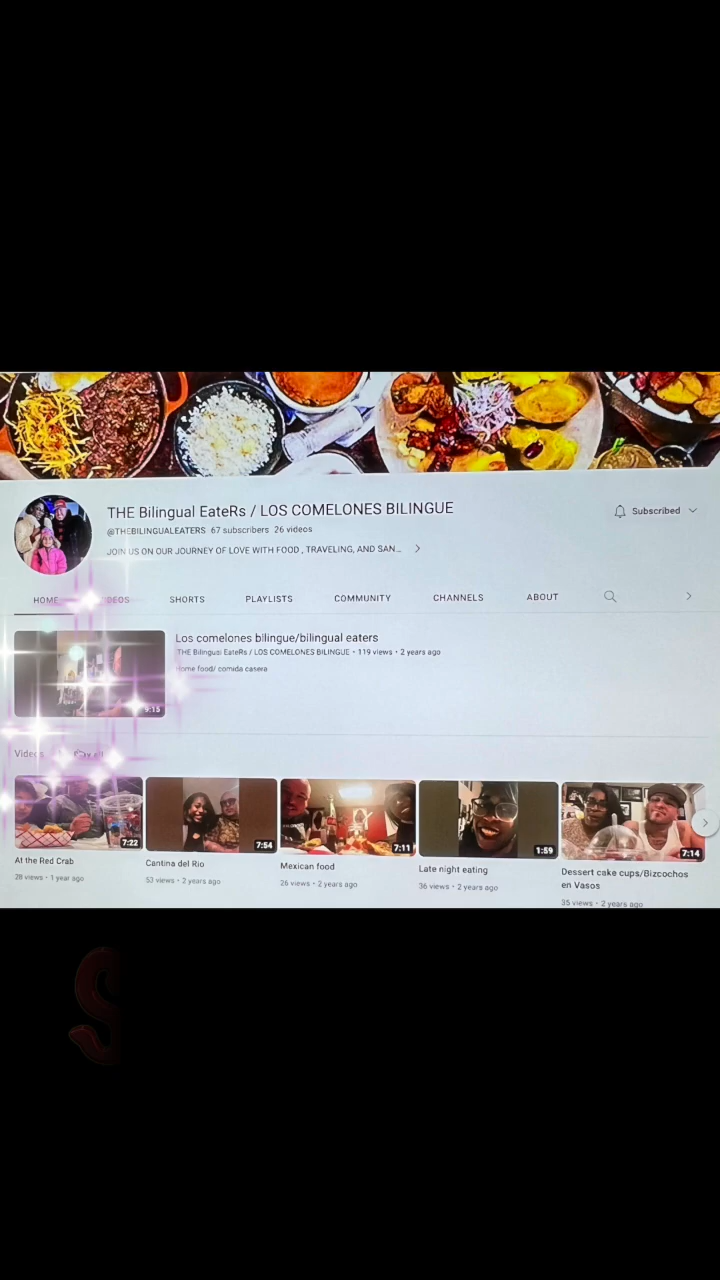 THE Bilingual EateRs / LOS COMELONES BILINGUE
@THEBILINGUALEATERS 67 subscribers 26 videos
JOIN US ON OUR JOURNEY OF LOVE WITH FOOD , TRAVELING, AND SAN...
Subscribed
HOME SHORTS PLAYLISTS COMMUNITY CHANNELS ABOUT
Los comelones bilingue/bilingual eaters
THE Bilingual EateRs / LOS COMELONES BILINGUE • 119 views • 2 years ago
Home food/ comida casera
9:15
Videos
7:22
7:54
7:11
1:59
7:14
At the Red Crab
28 views • 1 year ago
Cantina del Rio
53 views • 2 years ago
Mexican food
26 views • 2 years ago
Late night eating
36 views • 2 years ago
Dessert cake cups/Bizcochos
en Vasos
35 views • 2 years ago
S